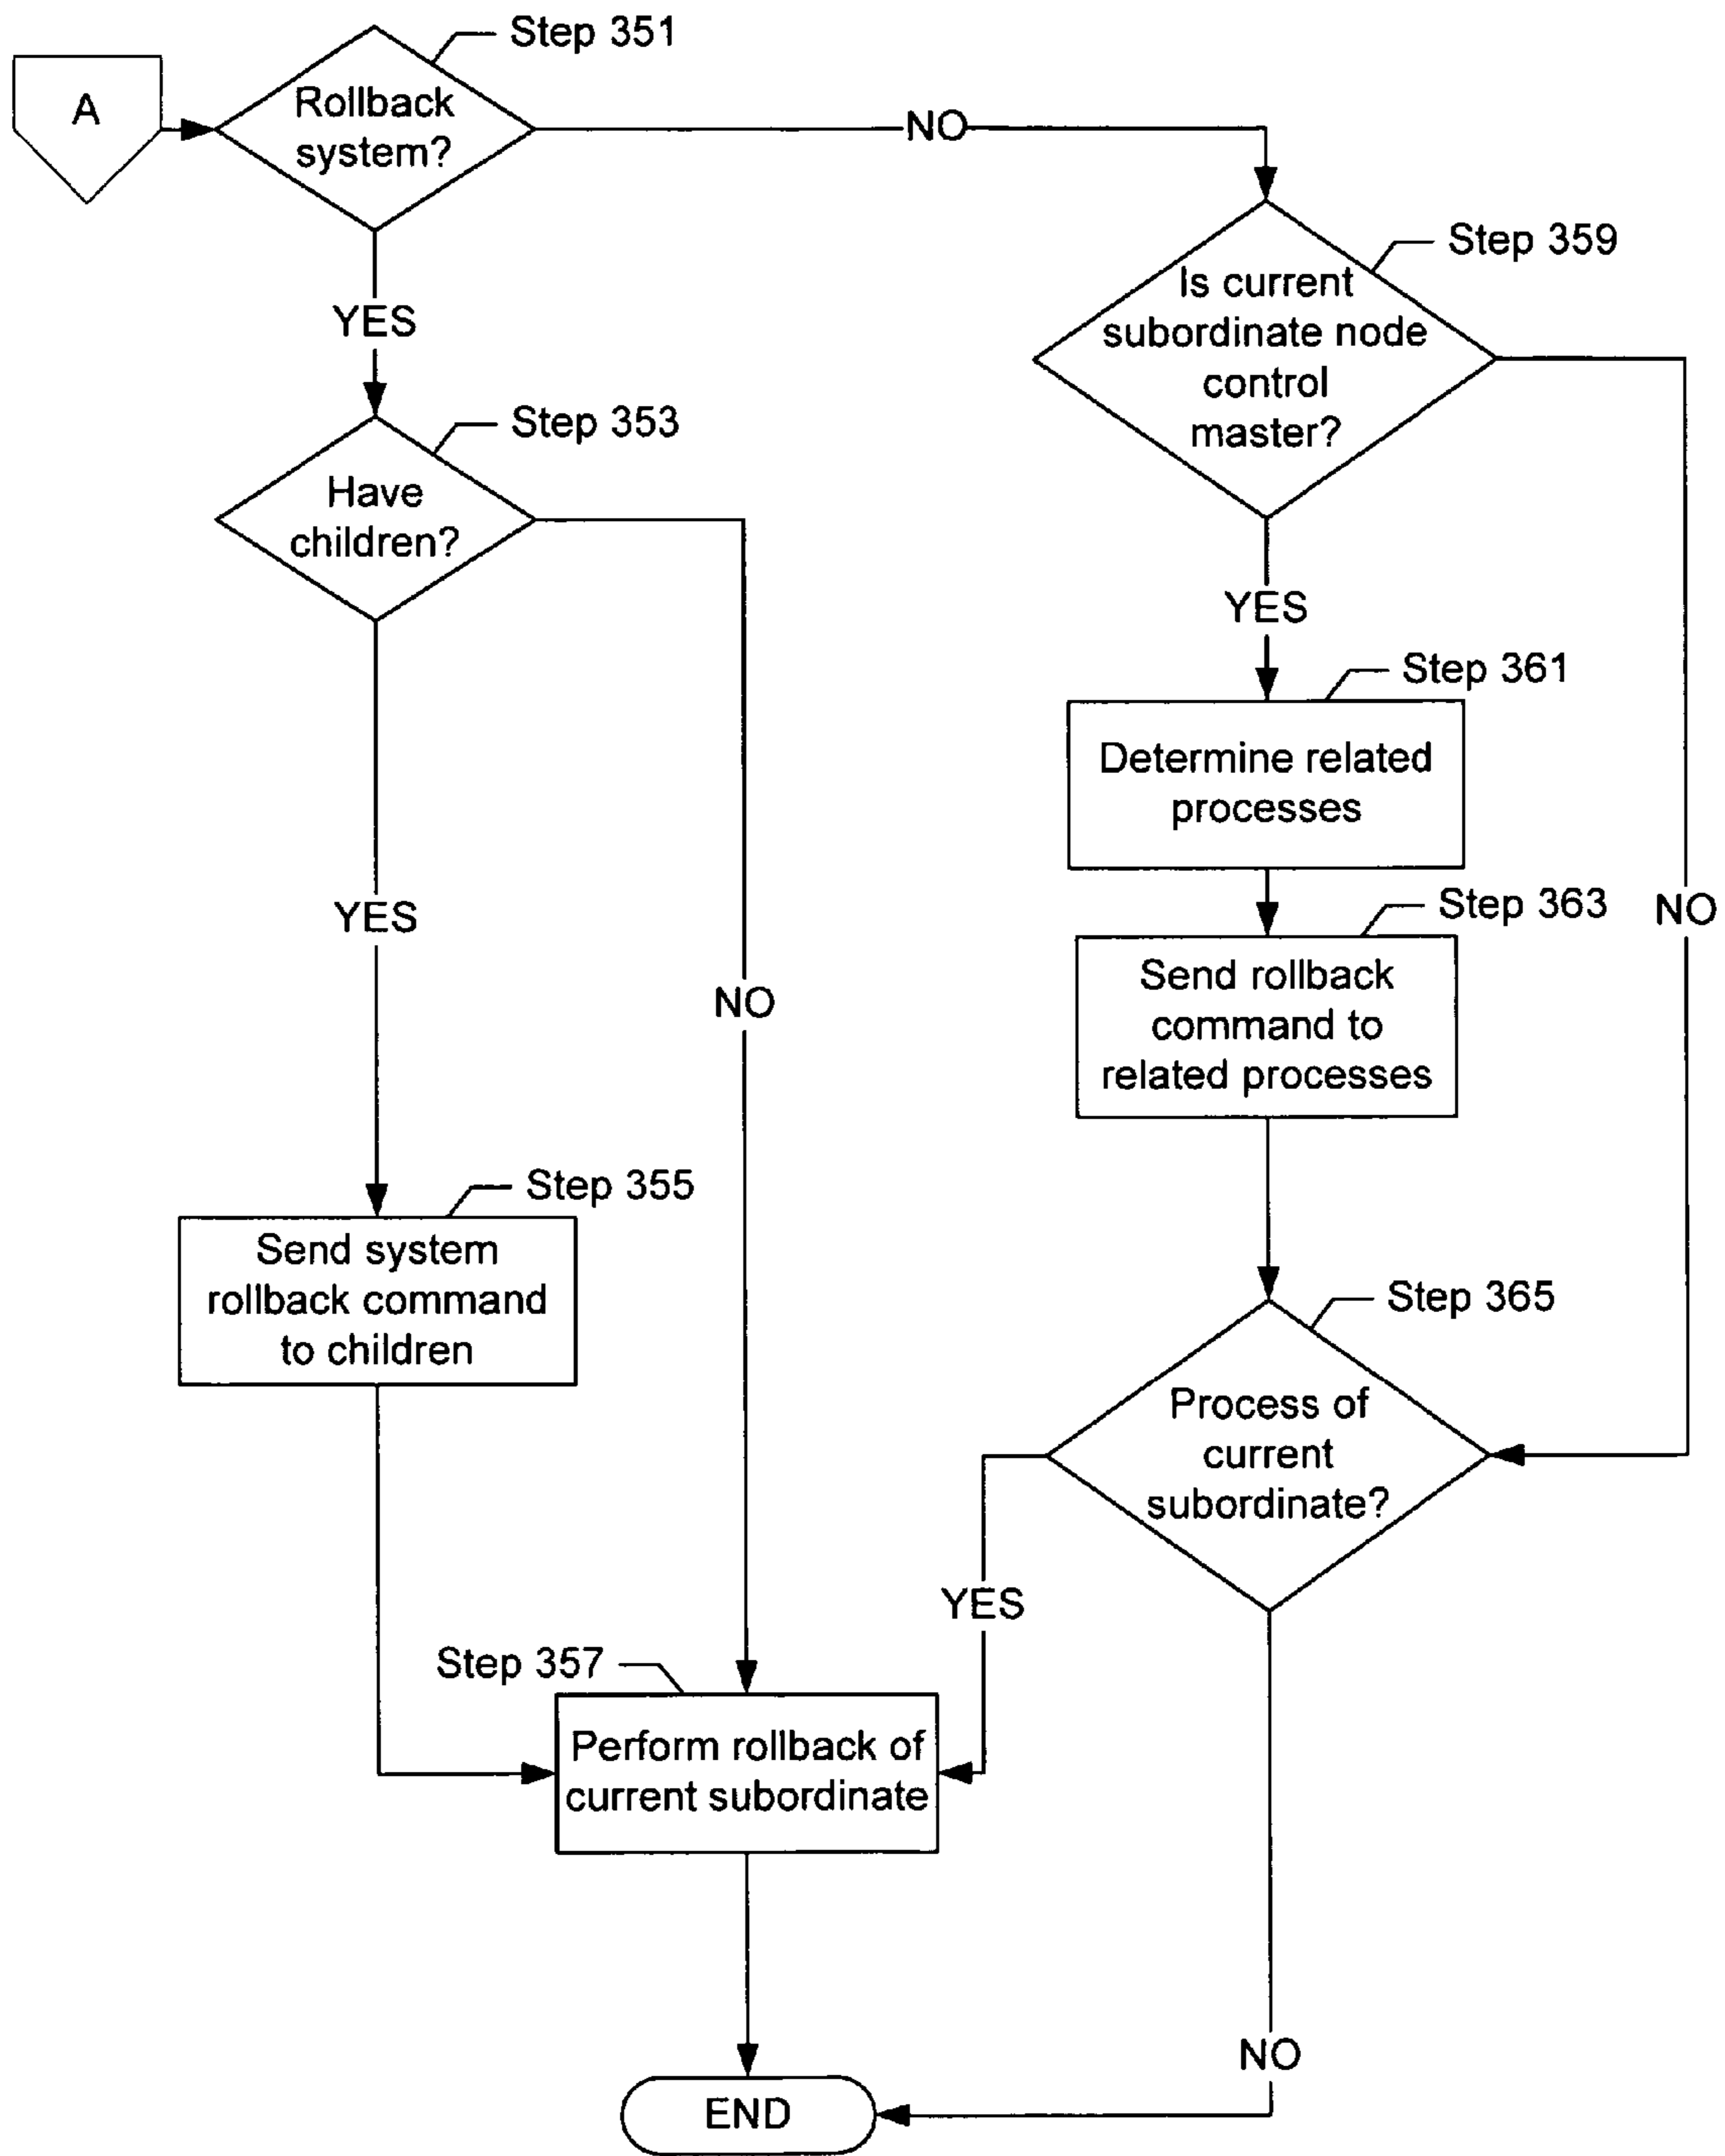 Step 351
A
Rollback
system?
NO
YES
Step 359
Is current
subordinate node
control
master?
Step 353
Have
children?
YES
Step 361
Determine related
processes
YES
NO
Step 363
NO
Send rollback
command to
related processes
Step 355
Send system
rollback command
to children
Step 365
Process of
current
subordinate?
YES
Step 357
Perform rollback of
current subordinate
NO
END